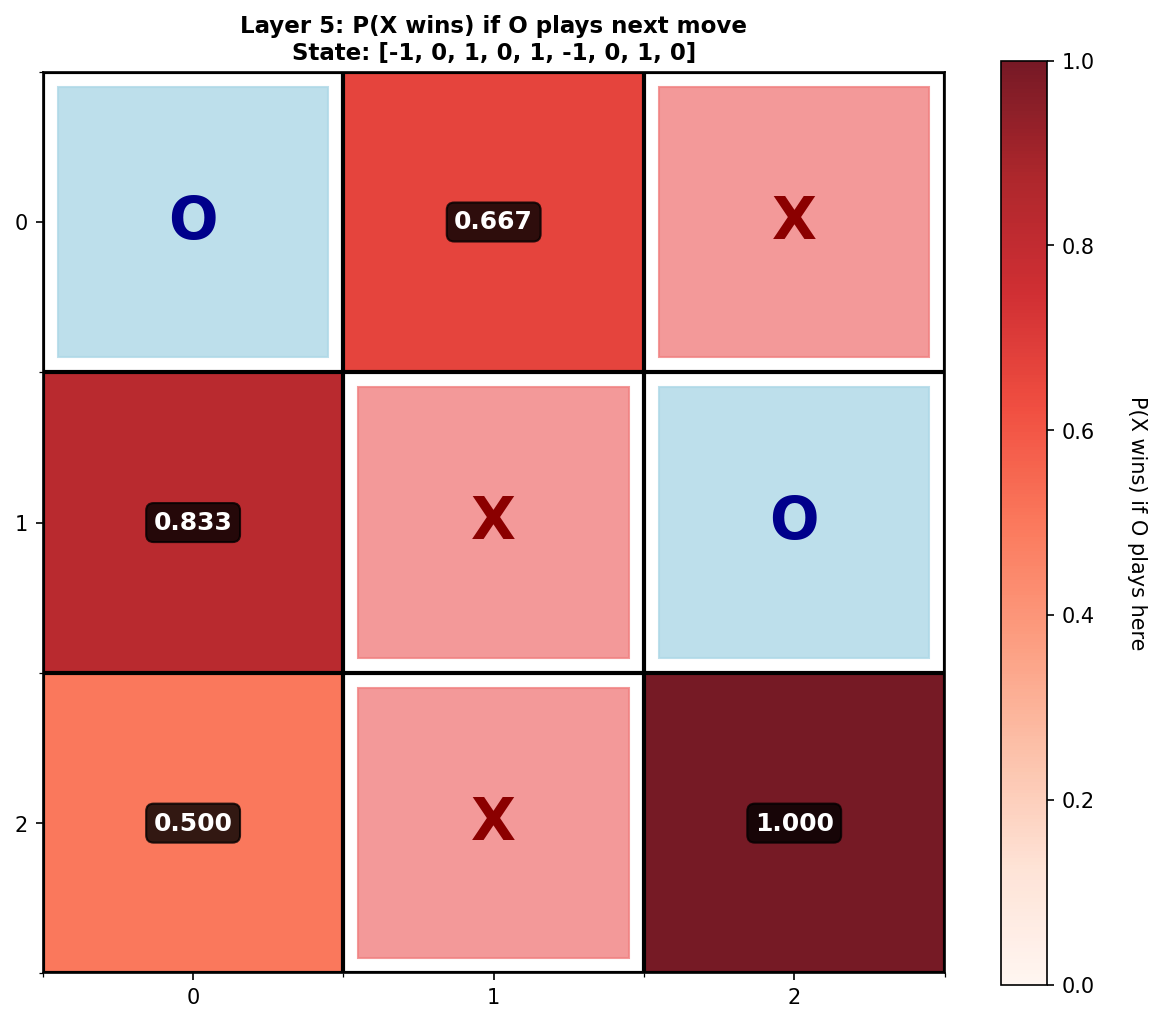 Layer 5: P(X wins) if O plays next move
State: [-1, 0, 1, 0, 1, -1, 0, 1, 0]
0
O
0.667
X
1
0.833
X
O
2
0.500
X
1.000
0
1
2
1.0
0.8
0.6
0.4
0.2
0.0
P(X wins) if O plays here